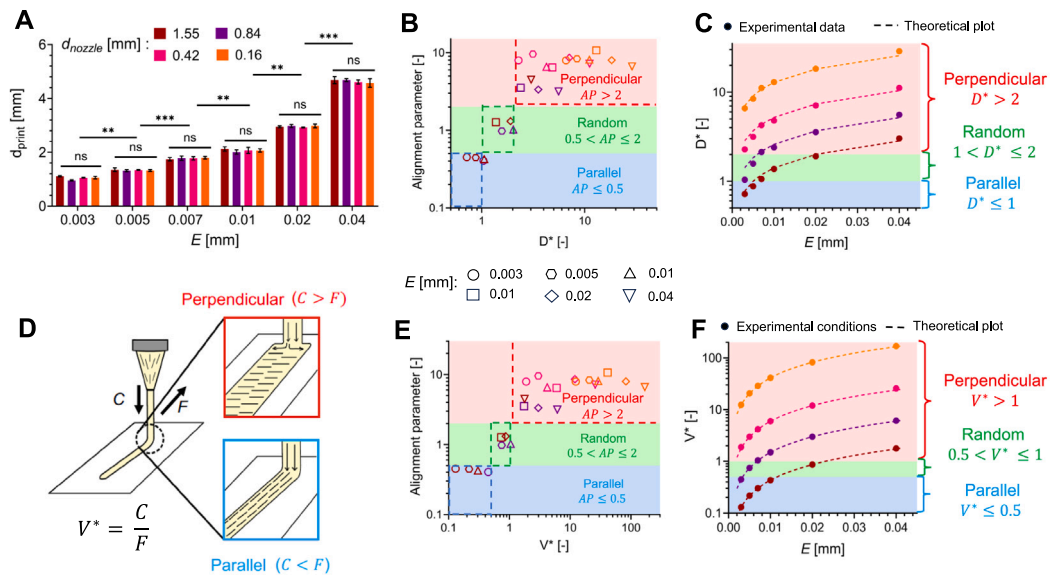 A
d_nozzle [mm] :
1.55
0.84
0.42
0.16
d_print [mm]
6
4
2
0
ns
**
ns
***
ns
**
ns
**
ns
***
ns
0.003
0.005
0.007
0.01
0.02
0.04
E [mm]
B
Alignment parameter [-]
10
1
0.1
Perpendicular
AP > 2
Random
0.5 < AP ≤ 2
Parallel
AP ≤ 0.5
1
10
D* [-]
C
Experimental data
Theoretical plot
D* [-]
10
1
0.00
0.01
0.02
0.03
0.04
E [mm]
Perpendicular
D* > 2
Random
1 < D* ≤ 2
Parallel
D* ≤ 1
E [mm]:
0.003
0.005
0.01
0.01
0.02
0.04
D
Perpendicular (C > F)
C
F
V* = C / F
Parallel (C < F)
E
Alignment parameter [-]
10
1
0.1
Perpendicular
AP > 2
Random
0.5 < AP ≤ 2
Parallel
AP ≤ 0.5
0.1
1
10
100
V* [-]
F
Experimental conditions
Theoretical plot
V* [-]
100
10
1
0.1
0.00
0.01
0.02
0.03
0.04
E [mm]
Perpendicular
V* > 1
Random
0.5 < V* ≤ 1
Parallel
V* ≤ 0.5